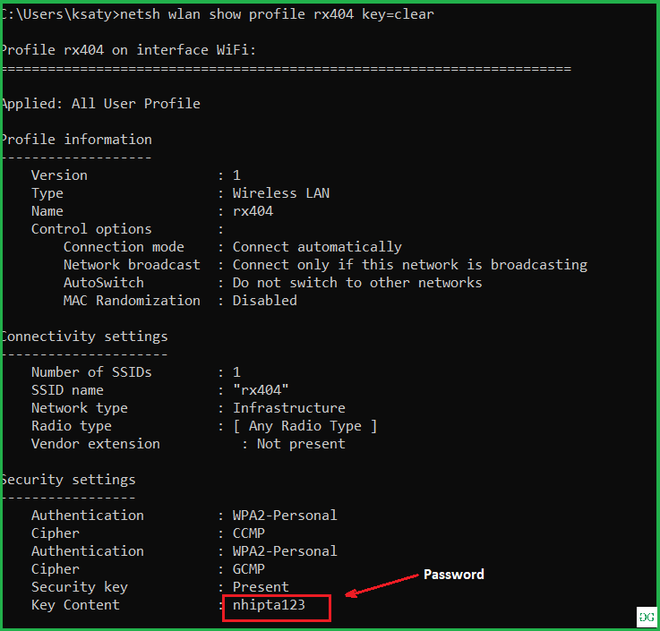 C:\Users\ksaty>netsh wlan show profile rx404 key=clear
Profile rx404 on interface WiFi:
=======================================================================
Applied: All User Profile
Profile information
-------------------
Version : 1
Type : Wireless LAN
Name : rx404
Control options :
Connection mode : Connect automatically
Network broadcast : Connect only if this network is broadcasting
AutoSwitch : Do not switch to other networks
MAC Randomization : Disabled
Connectivity settings
---------------------
Number of SSIDs : 1
SSID name : "rx404"
Network type : Infrastructure
Radio type : [ Any Radio Type ]
Vendor extension : Not present
Security settings
-----------------
Authentication : WPA2-Personal
Cipher : CCMP
Authentication : WPA2-Personal
Cipher : GCMP
Security key : Present
Password
Key Content : nhipta123